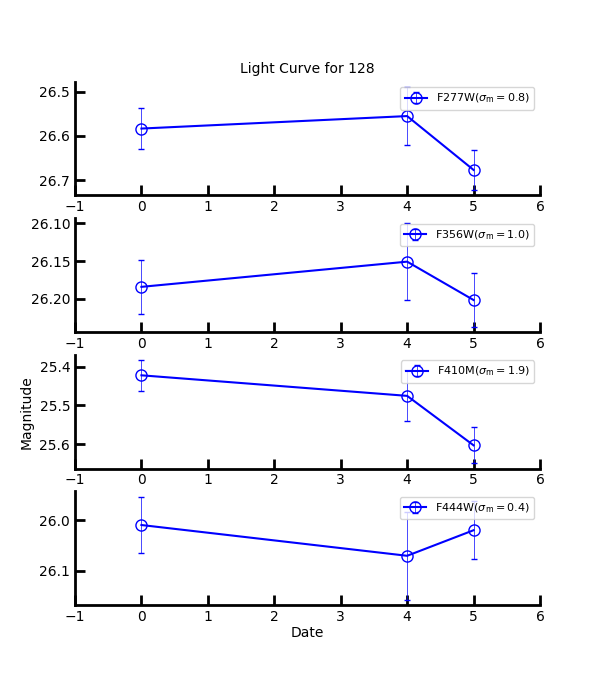 Light Curve for 128
26.5
26.6
26.7
F277W(σm = 0.8)
−1 0 1 2 3 4 5 6
26.10
26.15
26.20
F356W(σm = 1.0)
−1 0 1 2 3 4 5 6
Magnitude
25.4
25.5
25.6
F410M(σm = 1.9)
−1 0 1 2 3 4 5 6
26.0
26.1
F444W(σm = 0.4)
−1 0 1 2 3 4 5 6
Date